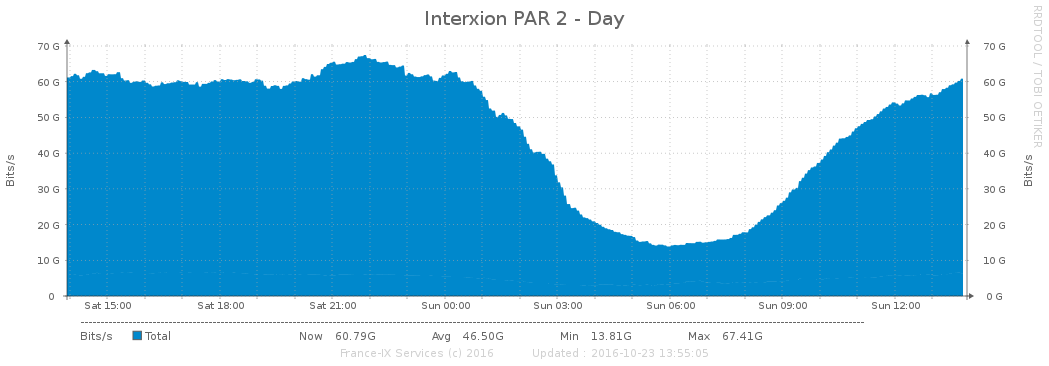 Interxion PAR 2 - Day
RRDTOOL / TOBI OETIKER
Bits/s
Bits/s
70 G 70 G
60 G 60 G
50 G 50 G
40 G 40 G
30 G 30 G
20 G 20 G
10 G 10 G
0 0 G
Sat 15:00 Sat 18:00 Sat 21:00 Sun 00:00 Sun 03:00 Sun 06:00 Sun 09:00 Sun 12:00
Bits/s Total Now 60.79G Avg 46.50G Min 13.81G Max 67.41G
France-IX Services (c) 2016 Updated : 2016-10-23 13:55:05